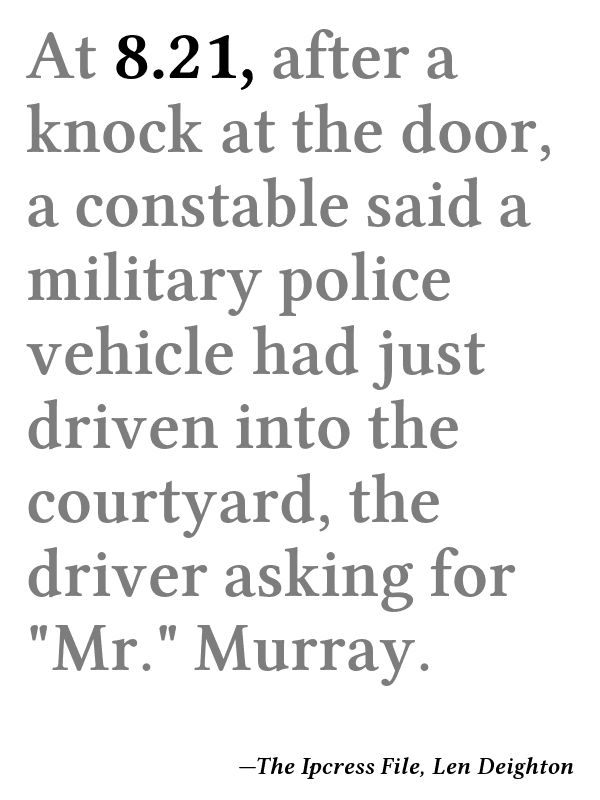 At 8.21, after a
knock at the door,
a constable said a
military police
vehicle had just
driven into the
courtyard, the
driver asking for
"Mr." Murray.
—The Ipcress File, Len Deighton